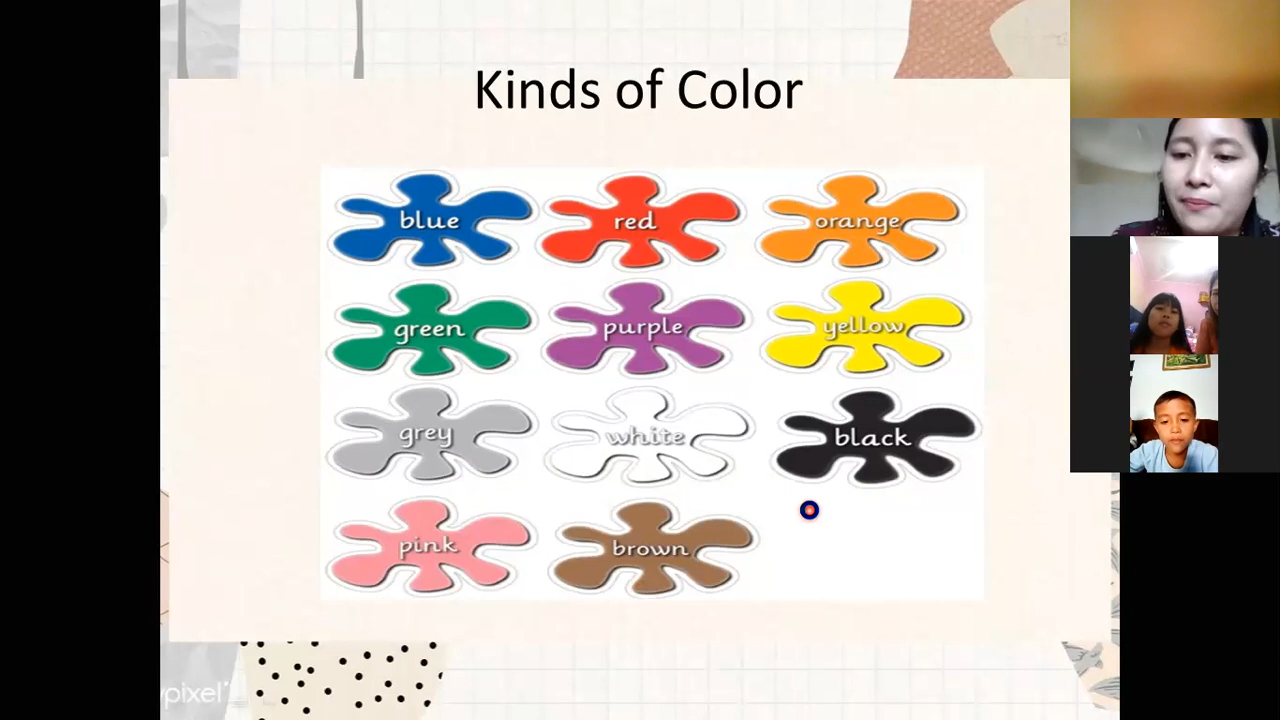 Kinds of Color
blue red orange
green purple yellow
grey white black
pink brown